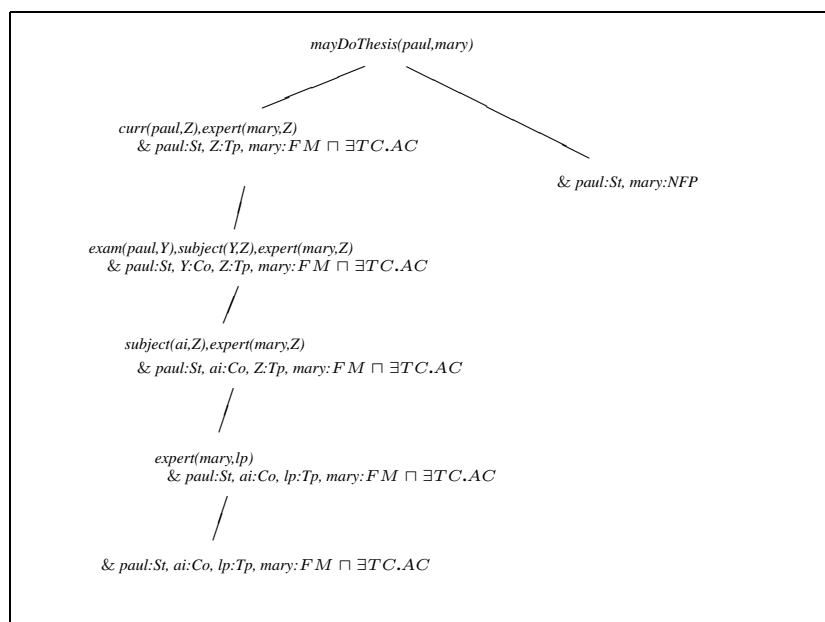 mayDoThesis(paul,mary)
curr(paul,Z),expert(mary,Z)
& paul:St, Z:Tp, mary:FM ⊓ ∃TC.AC
& paul:St, mary:NFP
exam(paul,Y),subject(Y,Z),expert(mary,Z)
& paul:St, Y:Co, Z:Tp, mary:FM ⊓ ∃TC.AC
subject(ai,Z),expert(mary,Z)
& paul:St, ai:Co, Z:Tp, mary:FM ⊓ ∃TC.AC
expert(mary,lp)
& paul:St, ai:Co, lp:Tp, mary:FM ⊓ ∃TC.AC
& paul:St, ai:Co, lp:Tp, mary:FM ⊓ ∃TC.AC